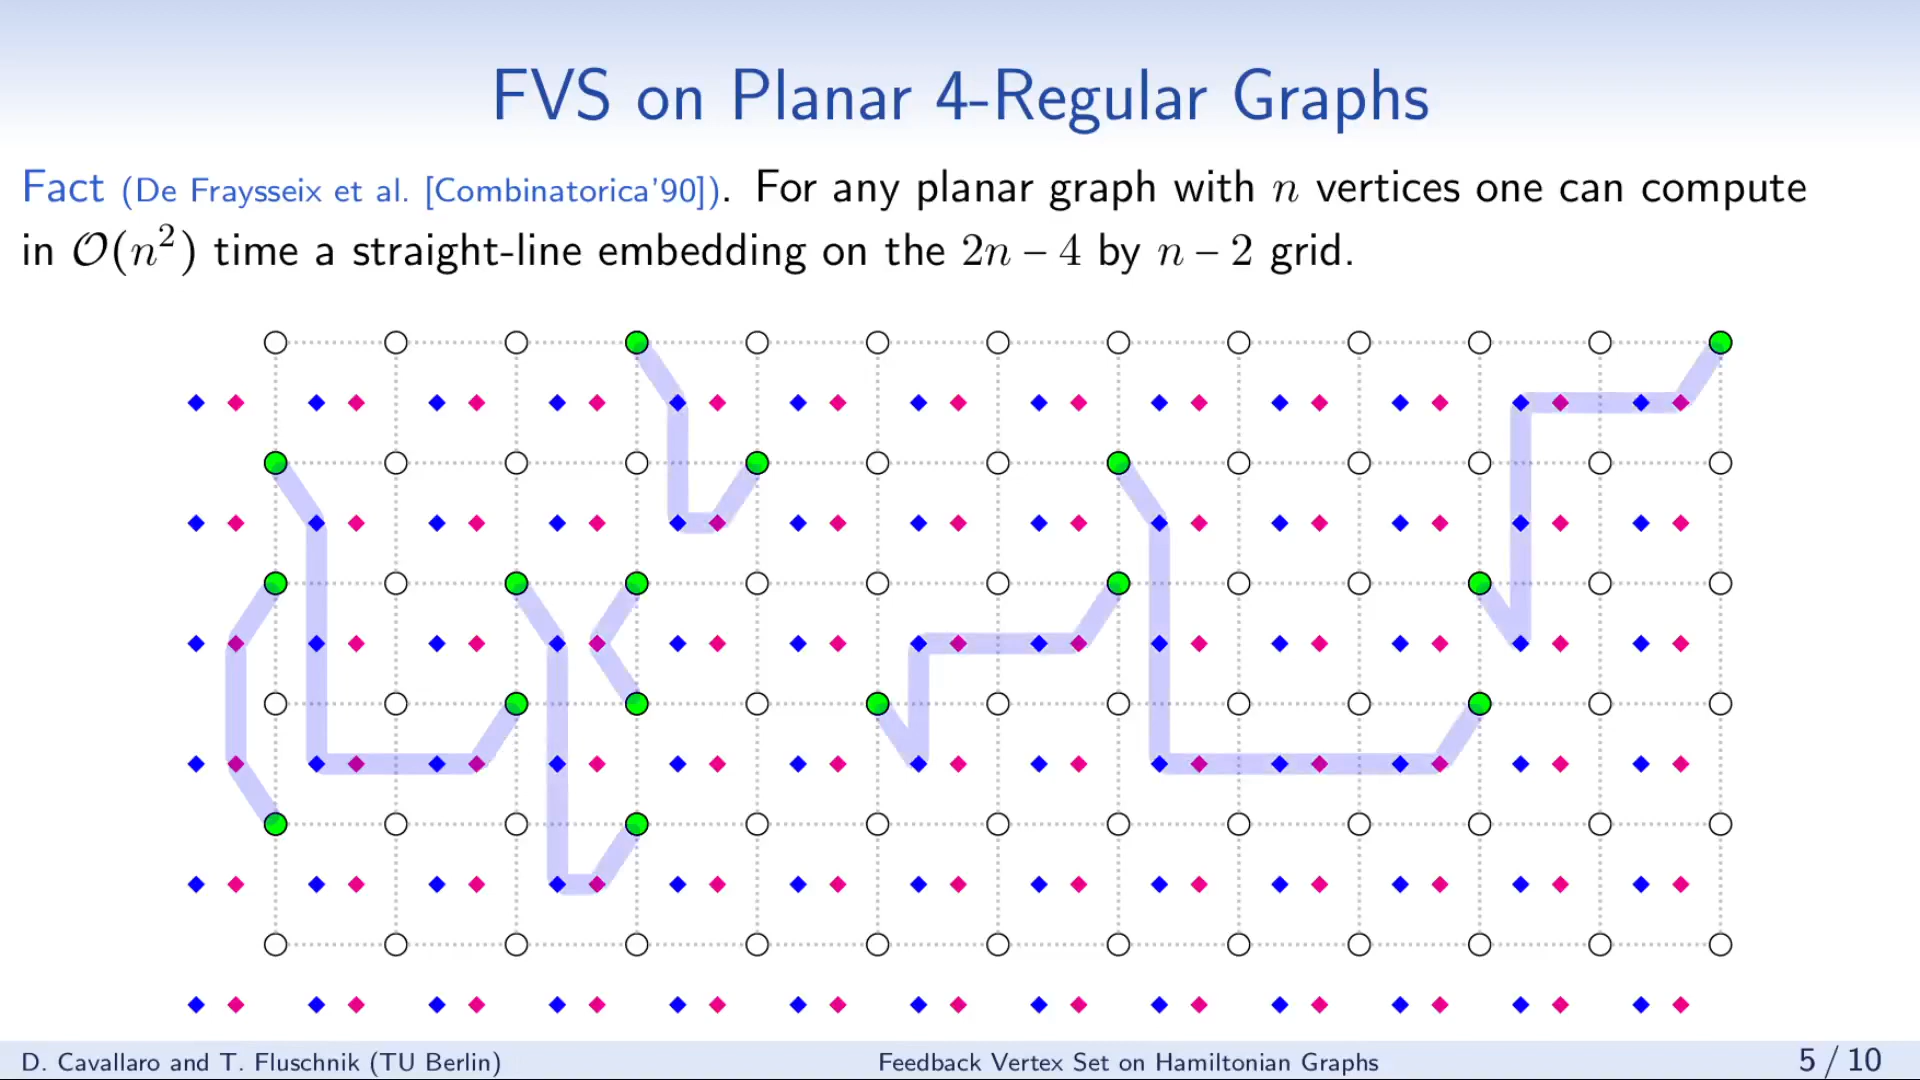 FVS on Planar 4-Regular Graphs
Fact (De Fraysseix et al. [Combinatorica'90]). For any planar graph with n vertices one can compute
in O(n²) time a straight-line embedding on the 2n – 4 by n – 2 grid.
D. Cavallaro and T. Fluschnik (TU Berlin)
Feedback Vertex Set on Hamiltonian Graphs
5 / 10